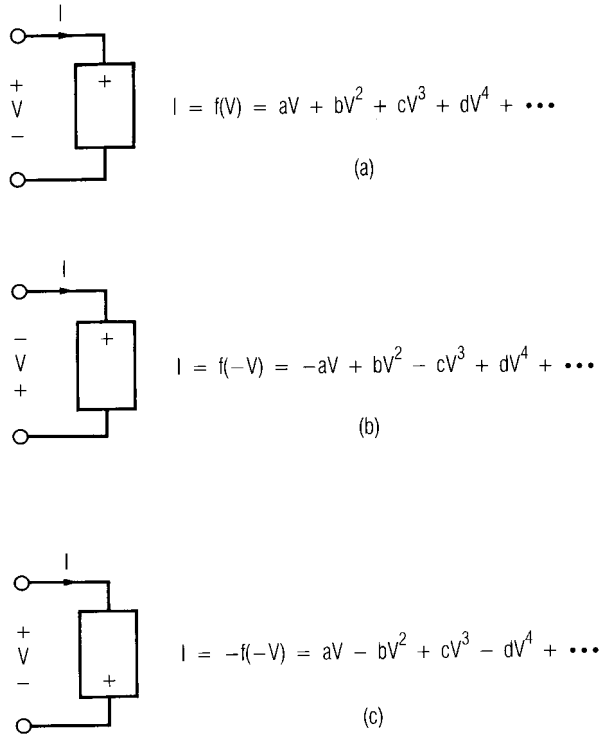 I
+
V
−
+
I = f(V) = aV + bV² + cV³ + dV⁴ + •••
(a)
I
−
V
+
+
I = f(−V) = −aV + bV² − cV³ + dV⁴ + •••
(b)
I
+
V
−
+
I = −f(−V) = aV − bV² + cV³ − dV⁴ + •••
(c)